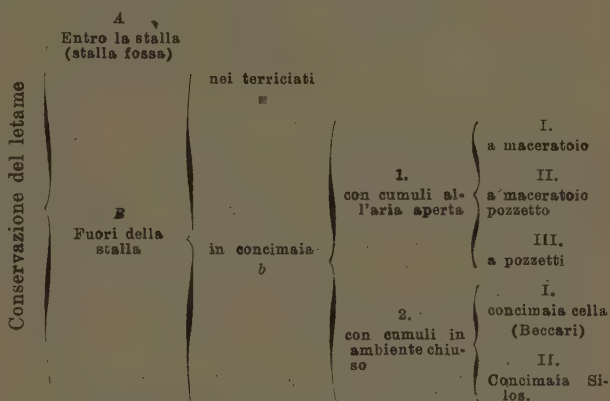 Conservazione del letame
A
Entro la stalla
(stalla fossa)
B
Fuori della
stalla
nei terriciati
in concimaia
b
1.
con cumuli al-
l'aria aperta
I.
a maceratoio
II.
a maceratoio
pozzetto
III.
a pozzetti
2.
con cumuli in
ambiente chiu-
so
I.
concimaia cella
(Beccari)
II.
Concimaia Si-
los.